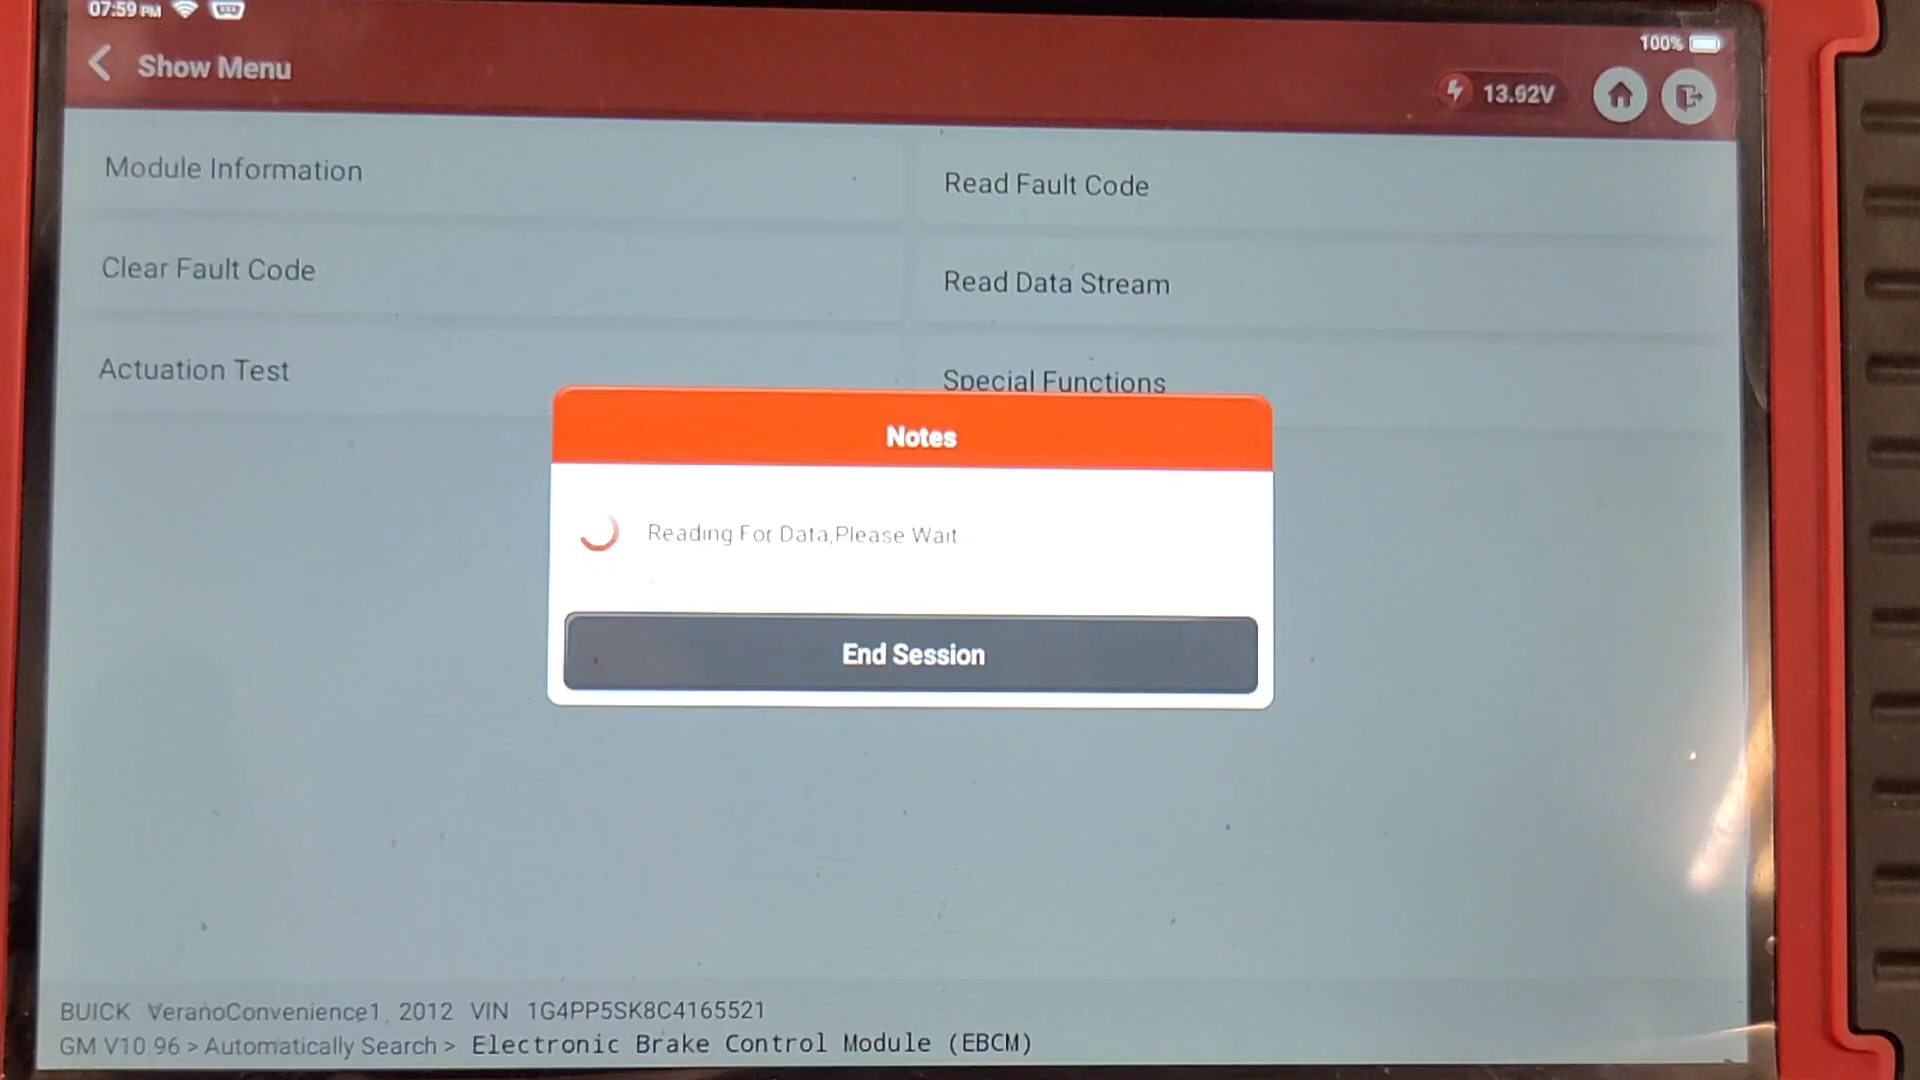 07:59 PM
100%
Show Menu
13.62V
Module Information
Read Fault Code
Clear Fault Code
Read Data Stream
Actuation Test
Special Functions
Notes
Reading For Data,Please Wait
End Session
BUICK VeranoConvenience1, 2012 VIN 1G4PP5SK8C4165521
GM V10.96 > Automatically Search > Electronic Brake Control Module (EBCM)